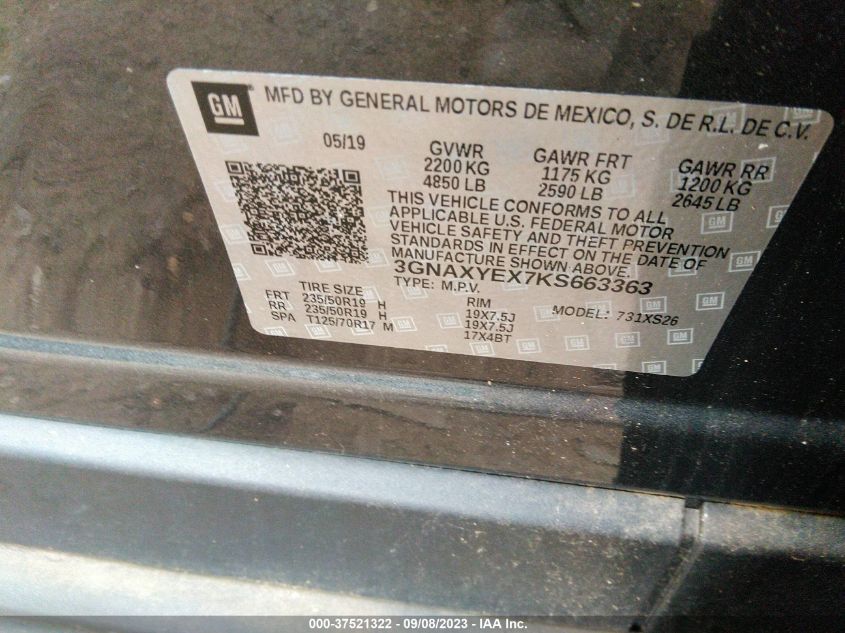 GM
MFD BY GENERAL MOTORS DE MEXICO, S. DE R.L. DE C.V.
05/19 GVWR GAWR FRT GAWR RR
2200 KG 1175 KG 1200 KG
4850 LB 2590 LB 2645 LB
THIS VEHICLE CONFORMS TO ALL
APPLICABLE U.S. FEDERAL MOTOR
VEHICLE SAFETY AND THEFT PREVENTION
STANDARDS IN EFFECT ON THE DATE OF
MANUFACTURE SHOWN ABOVE.
3GNAXYEX7KS663363
TYPE: M.P.V. MODEL: 731XS26
TIRE SIZE RIM
FRT 235/50R19 H 19X7.5J
RR 235/50R19 H 19X7.5J
SPA T125/70R17 M 17X4BT
000-37521322 - 09/08/2023 - IAA Inc.